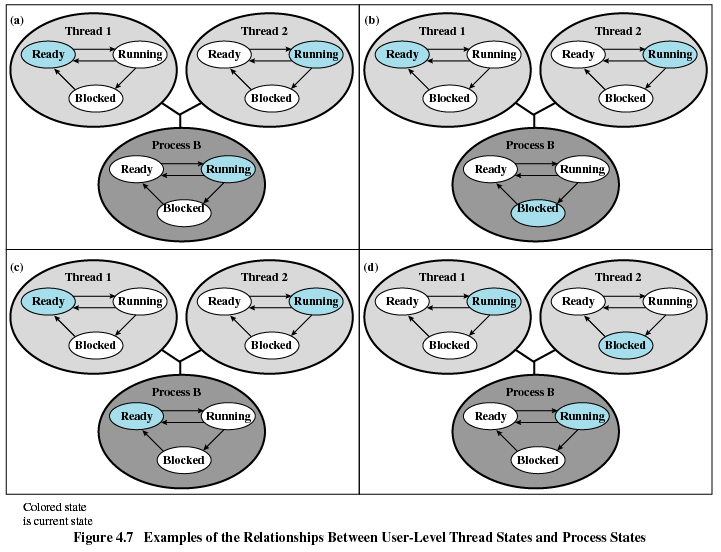 (a)
Thread 1
Thread 2
Ready
Running
Ready
Running
Blocked
Blocked
Process B
Ready
Running
Blocked
(b)
Thread 1
Thread 2
Ready
Running
Ready
Running
Blocked
Blocked
Process B
Ready
Running
Blocked
(c)
Thread 1
Thread 2
Ready
Running
Ready
Running
Blocked
Blocked
Process B
Ready
Running
Blocked
(d)
Thread 1
Thread 2
Ready
Running
Ready
Running
Blocked
Blocked
Process B
Ready
Running
Blocked
Colored state
is current state
Figure 4.7 Examples of the Relationships Between User-Level Thread States and Process States